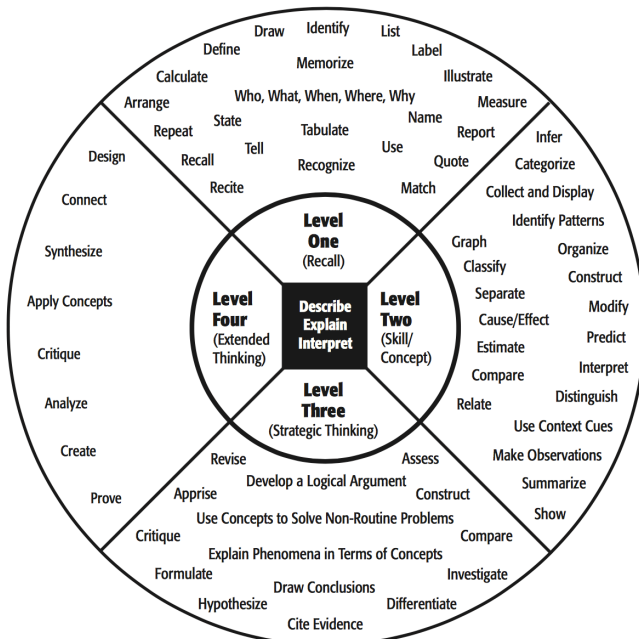 Draw
Identify
List
Define
Label
Memorize
Calculate
Illustrate
Arrange
Who, What, When, Where, Why
Measure
Repeat
State
Tabulate
Name
Report
Tell
Use
Recall
Recognize
Quote
Recite
Match
Level
One
(Recall)
Infer
Categorize
Collect and Display
Identify Patterns
Graph
Organize
Classify
Construct
Separate
Modify
Cause/Effect
Predict
Estimate
Interpret
Compare
Distinguish
Relate
Use Context Cues
Make Observations
Summarize
Show
Level
Two
(Skill/
Concept)
Describe
Explain
Interpret
Level
Three
(Strategic Thinking)
Revise
Assess
Develop a Logical Argument
Apprise
Construct
Use Concepts to Solve Non-Routine Problems
Critique
Compare
Explain Phenomena in Terms of Concepts
Formulate
Investigate
Draw Conclusions
Hypothesize
Differentiate
Cite Evidence
Level
Four
(Extended
Thinking)
Design
Connect
Synthesize
Apply Concepts
Critique
Analyze
Create
Prove